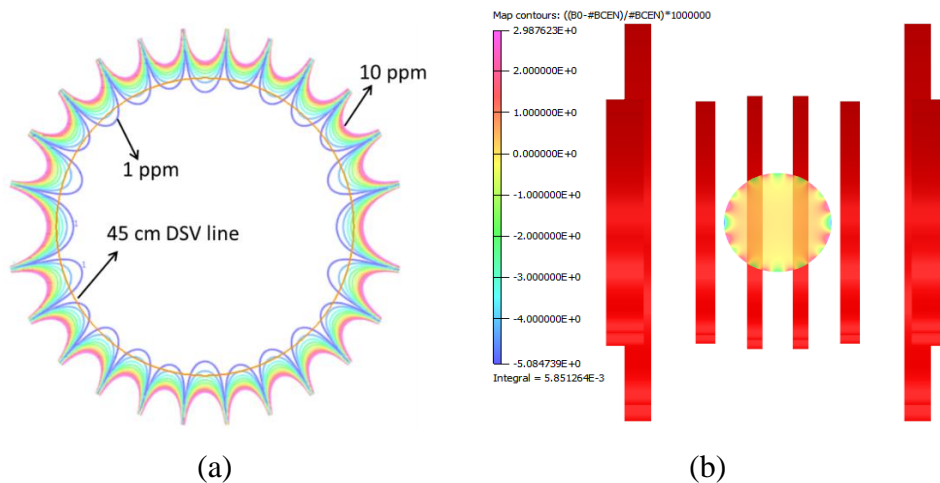 10 ppm
1 ppm
45 cm DSV line
(a)
Map contours: ((B0-#BCEN)/#BCEN)*1000000
2.987623E+0
2.000000E+0
1.000000E+0
0.000000E+0
-1.000000E+0
-2.000000E+0
-3.000000E+0
-4.000000E+0
-5.084739E+0
Integral = 5.851264E-3
(b)